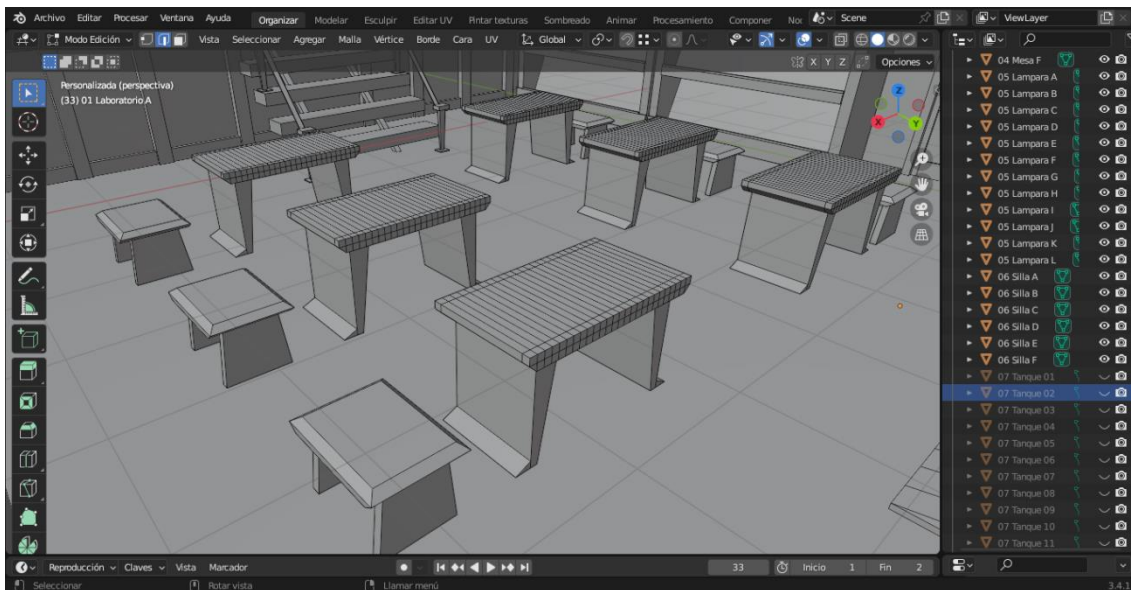 Archivo Editar Procesar Ventana Ayuda Organizar Modelar Esculpir Editar UV Pintar texturas Sombreado Animar Procesamiento Componer Scene ViewLayer
Modo Edición Vista Seleccionar Agregar Malla Vértice Borde Cara UV Global
X Y Z Opciones
Personalizada (perspectiva)
(33) 01 Laboratorio A
Z
X
Y
04 Mesa F
05 Lampara A
05 Lampara B
05 Lampara C
05 Lampara D
05 Lampara E
05 Lampara F
05 Lampara G
05 Lampara H
05 Lampara I
05 Lampara J
05 Lampara K
05 Lampara L
06 Silla A
06 Silla B
06 Silla C
06 Silla D
06 Silla E
06 Silla F
07 Tanque 01
07 Tanque 02
07 Tanque 03
07 Tanque 04
07 Tanque 05
07 Tanque 06
07 Tanque 07
07 Tanque 08
07 Tanque 09
07 Tanque 10
07 Tanque 11
Reproducción Claves Vista Marcador 33 Inicio 1 Fin 2
Seleccionar Rotar vista Llamar menú 3.4.1